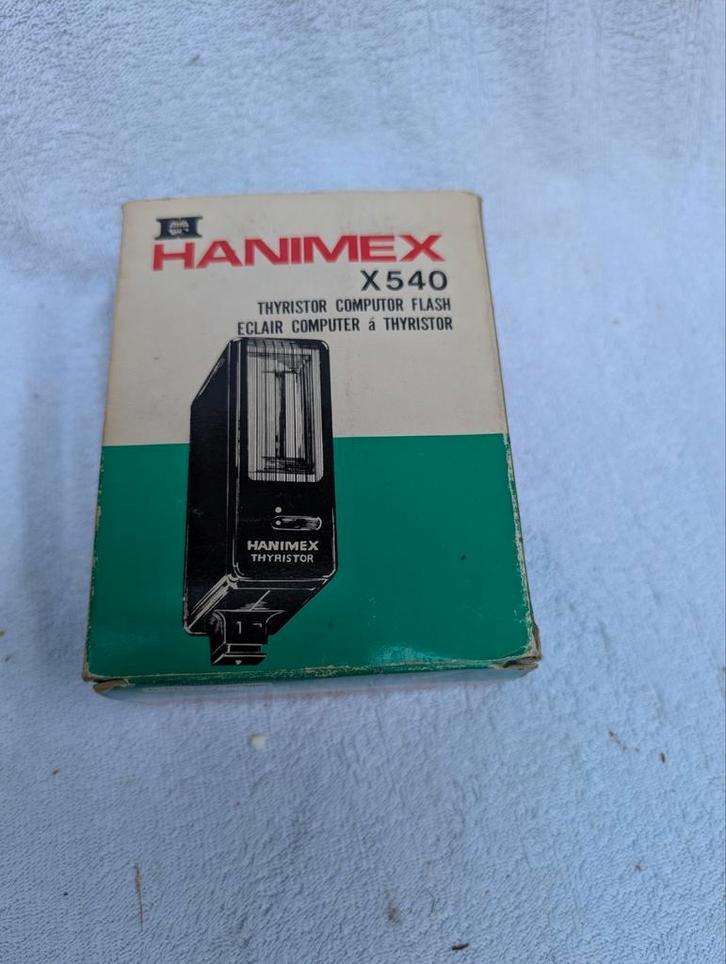 HANIMEX
X540
THYRISTOR COMPUTOR FLASH
ECLAIR COMPUTER á THYRISTOR
HANIMEX
THYRISTOR